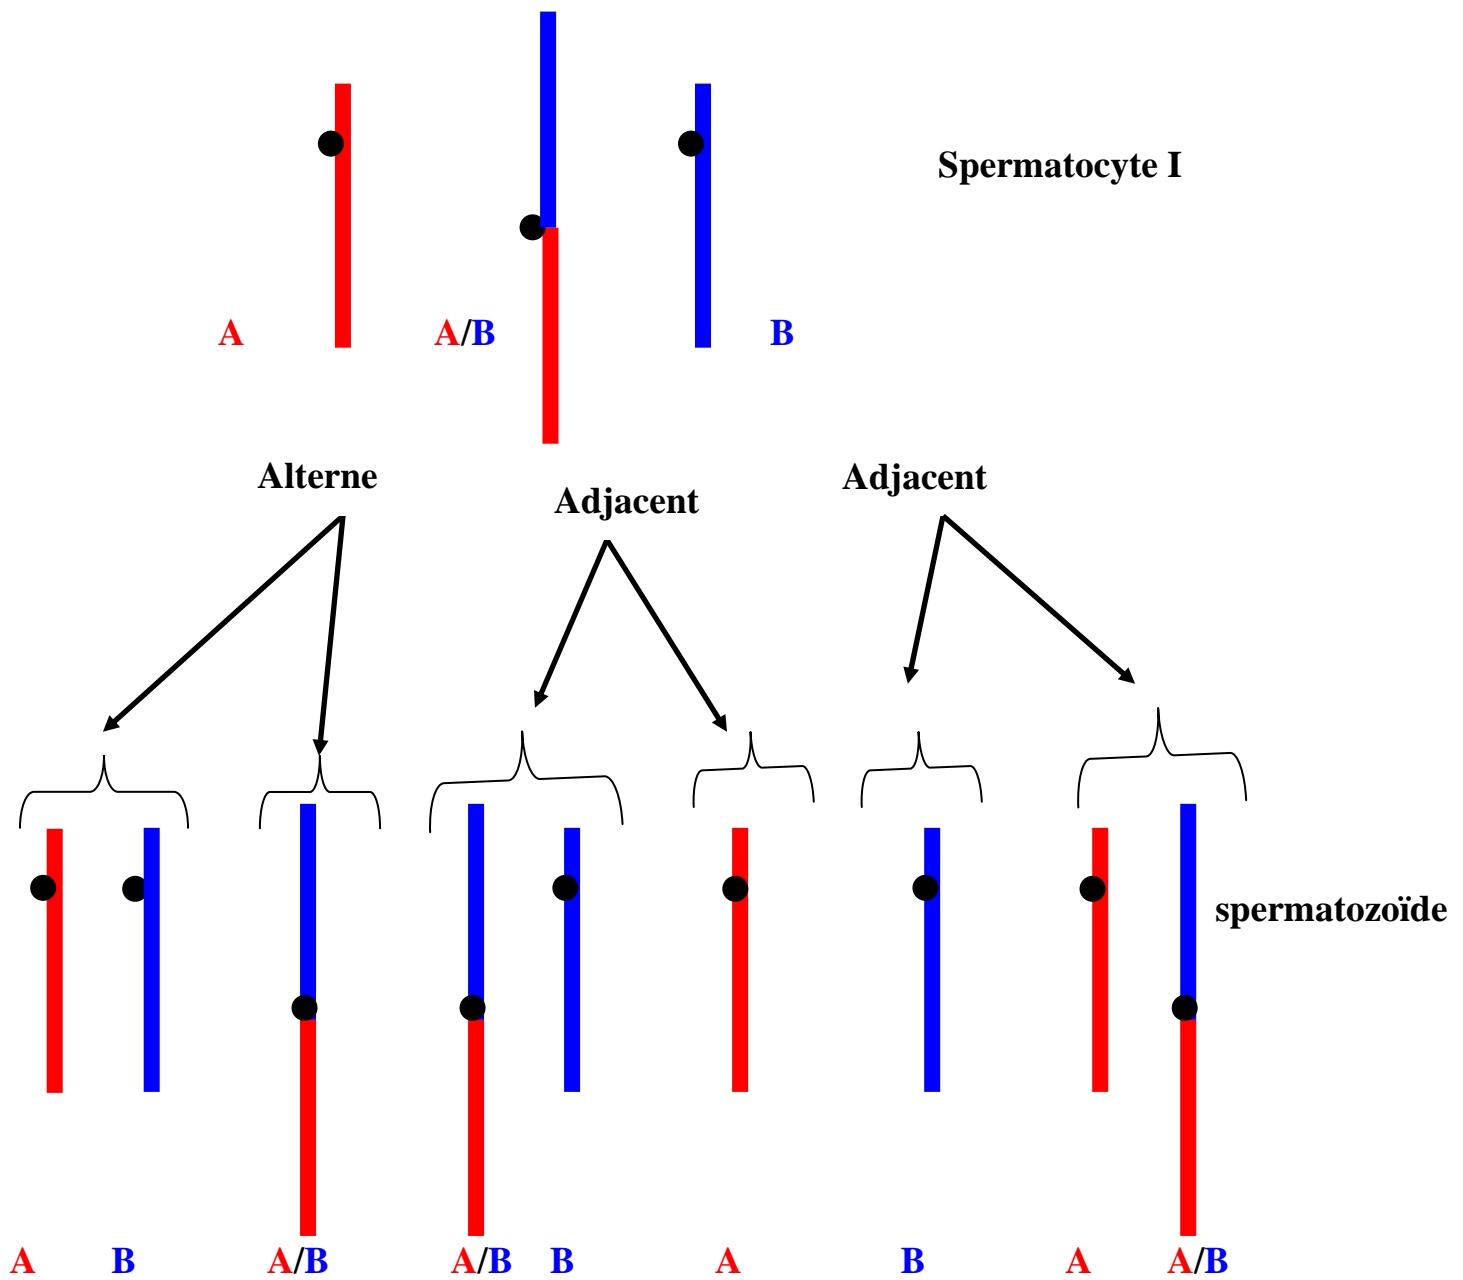 Spermatocyte I
A
A/B
B
Alterne
Adjacent
Adjacent
spermatozoïde
A
B
A/B
A/B
B
A
B
A
A/B